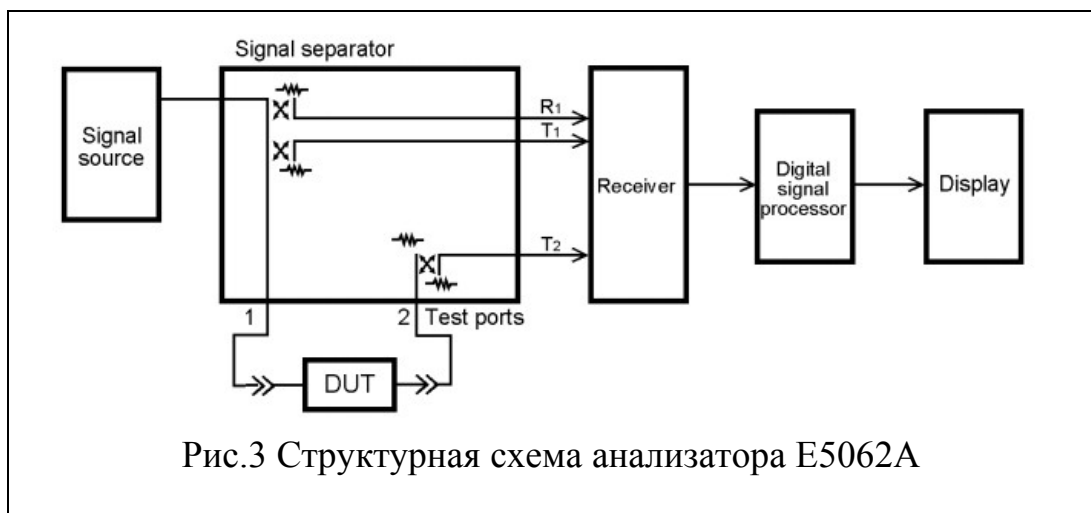 Signal separator
Signal
source
R1
T1
T2
Receiver
Digital
signal
processor
Display
1
2
Test ports
DUT
Рис.3 Структурная схема анализатора E5062A